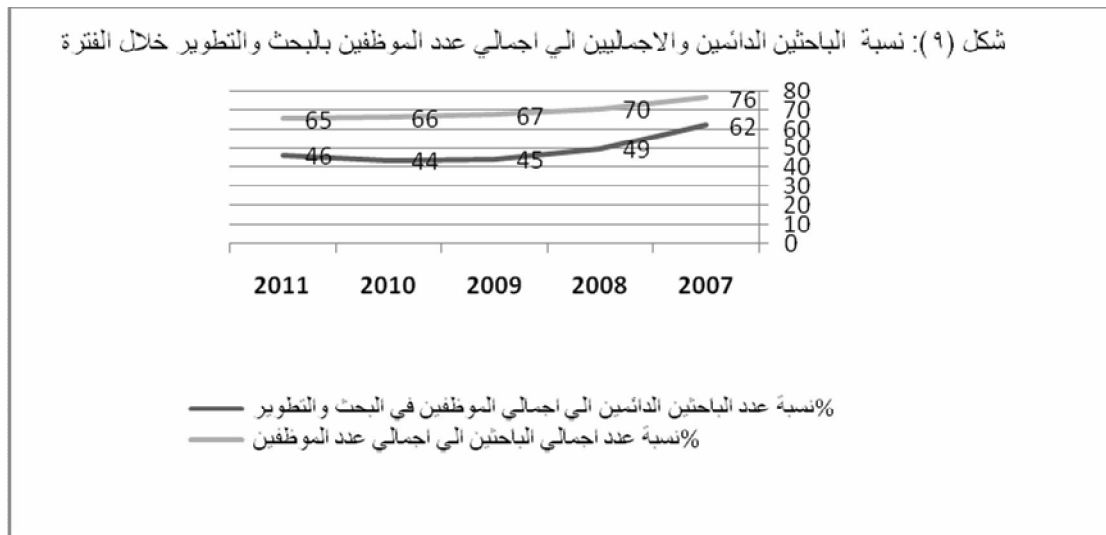 شكل (٩): نسبة الباحثين الدائمين والاجماليين الي اجمالي عدد الموظفين بالبحث والتطوير خلال الفترة
80
70
60
50
40
30
20
10
0
76 70 67 66 65
62 49 45 44 46
2007 2008 2009 2010 2011
%نسبة عدد الباحثين الدائمين الي اجمالي الموظفين في البحث والتطوير
%نسبة عدد اجمالي الباحثين الي اجمالي عدد الموظفين